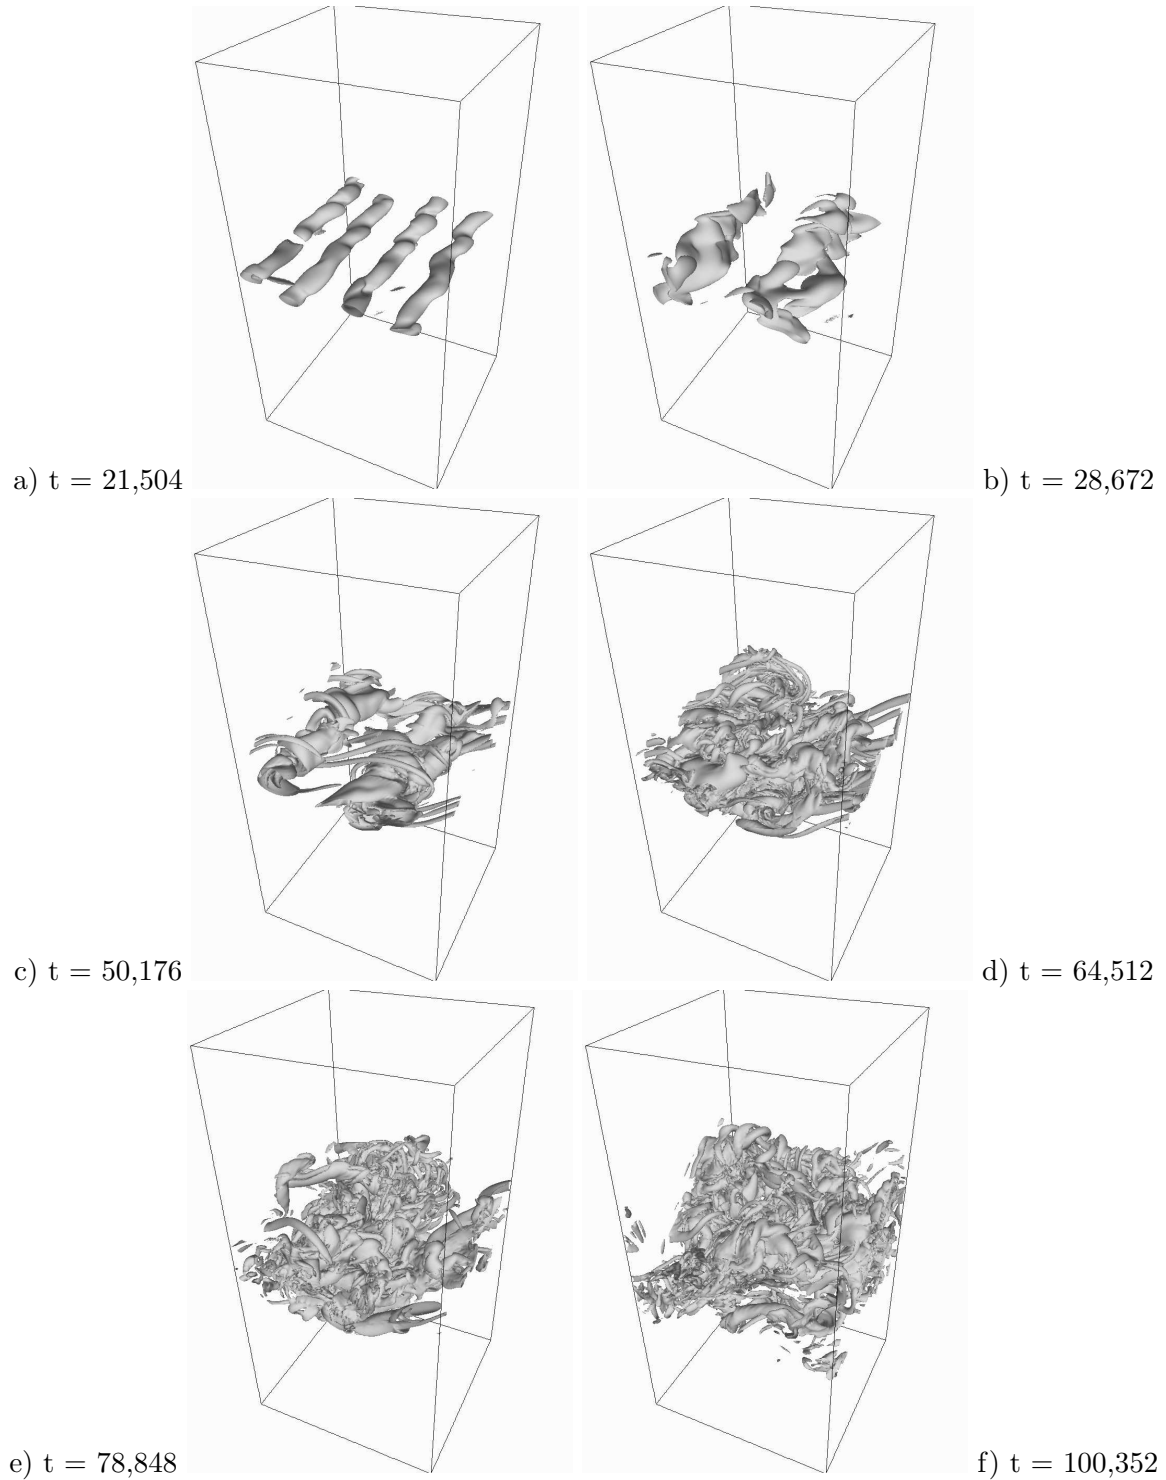 a) t = 21,504
b) t = 28,672
c) t = 50,176
d) t = 64,512
e) t = 78,848
f) t = 100,352